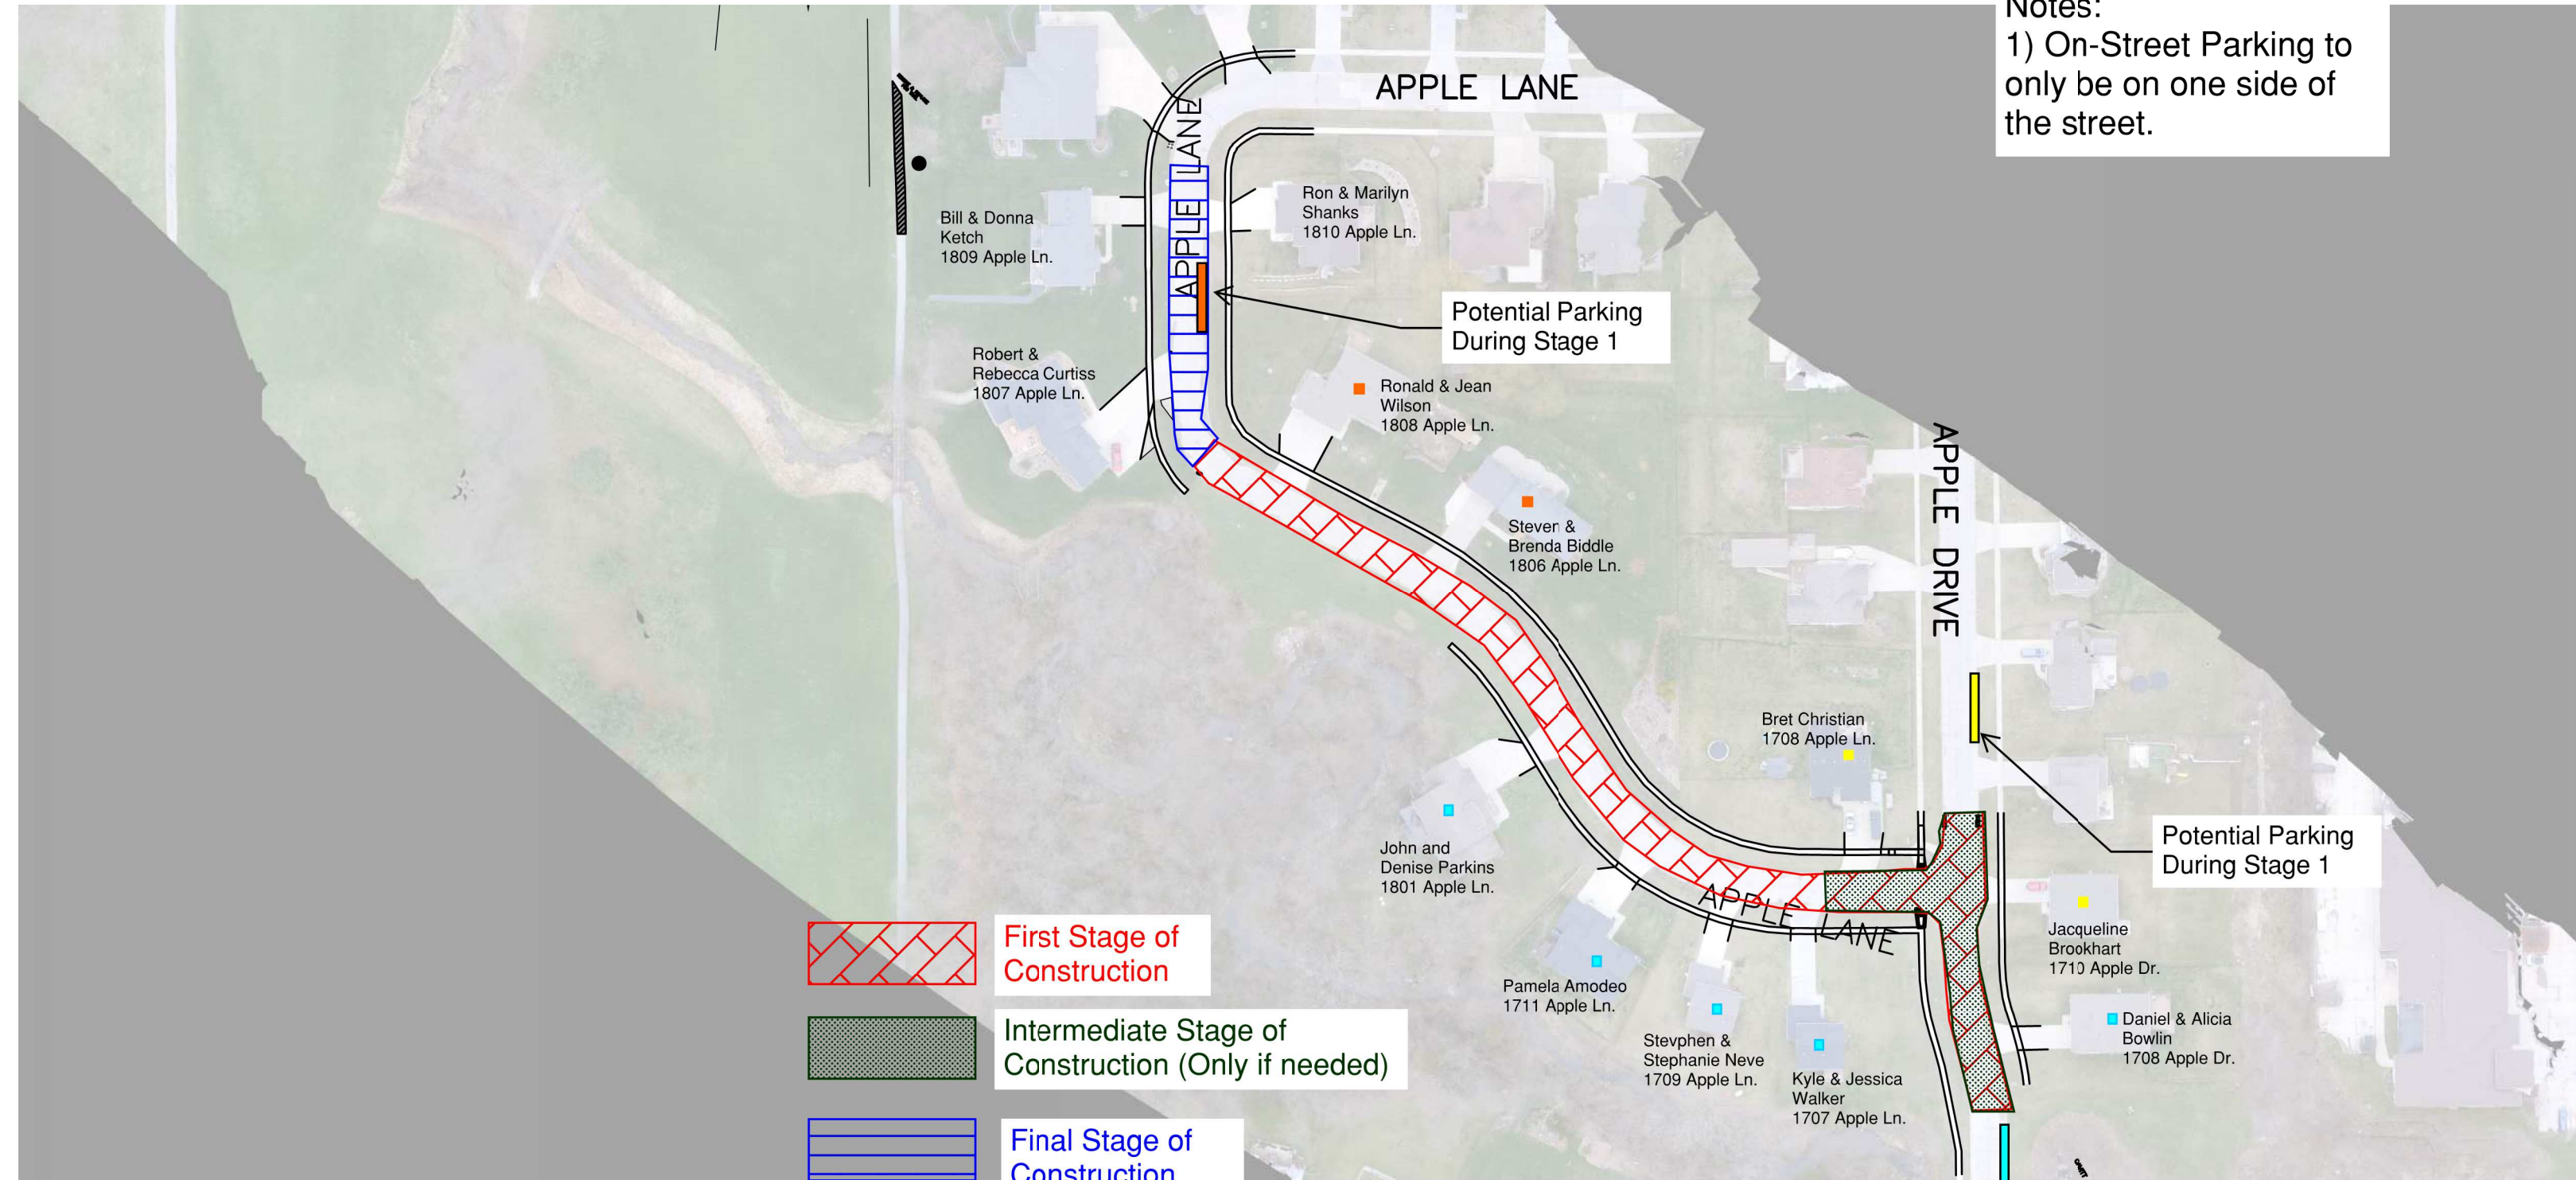 Notes:
1) On-Street Parking to
only be on one side of
the street.
APPLE LANE
APPLE LANE
APPLE LANE
Bill & Donna
Ketch
1809 Apple Ln.
Ron & Marilyn
Shanks
1810 Apple Ln.
Potential Parking
During Stage 1
Robert &
Rebecca Curtiss
1807 Apple Ln.
Ronald & Jean
Wilson
1808 Apple Ln.
Steven &
Brenda Biddle
1806 Apple Ln.
APPLE DRIVE
Bret Christian
1708 Apple Ln.
Potential Parking
During Stage 1
John and
Denise Parkins
1801 Apple Ln.
APPLE LANE
Jacqueline
Brookhart
1710 Apple Dr.
Pamela Amodeo
1711 Apple Ln.
Stevphen &
Stephanie Neve
1709 Apple Ln.
Kyle & Jessica
Walker
1707 Apple Ln.
Daniel & Alicia
Bowlin
1708 Apple Dr.
First Stage of
Construction
Intermediate Stage of
Construction (Only if needed)
Final Stage of
Construction